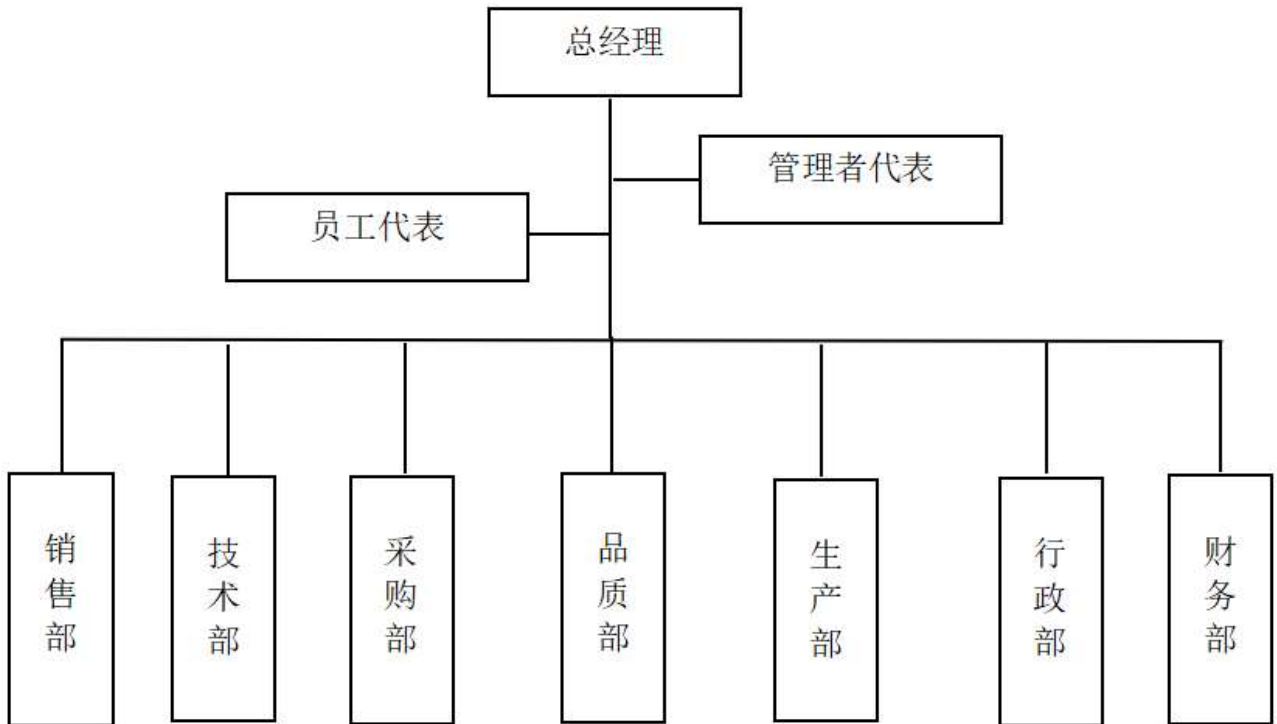 总经理
管理者代表
员工代表
销售部
技术部
采购部
品质部
生产部
行政部
财务部